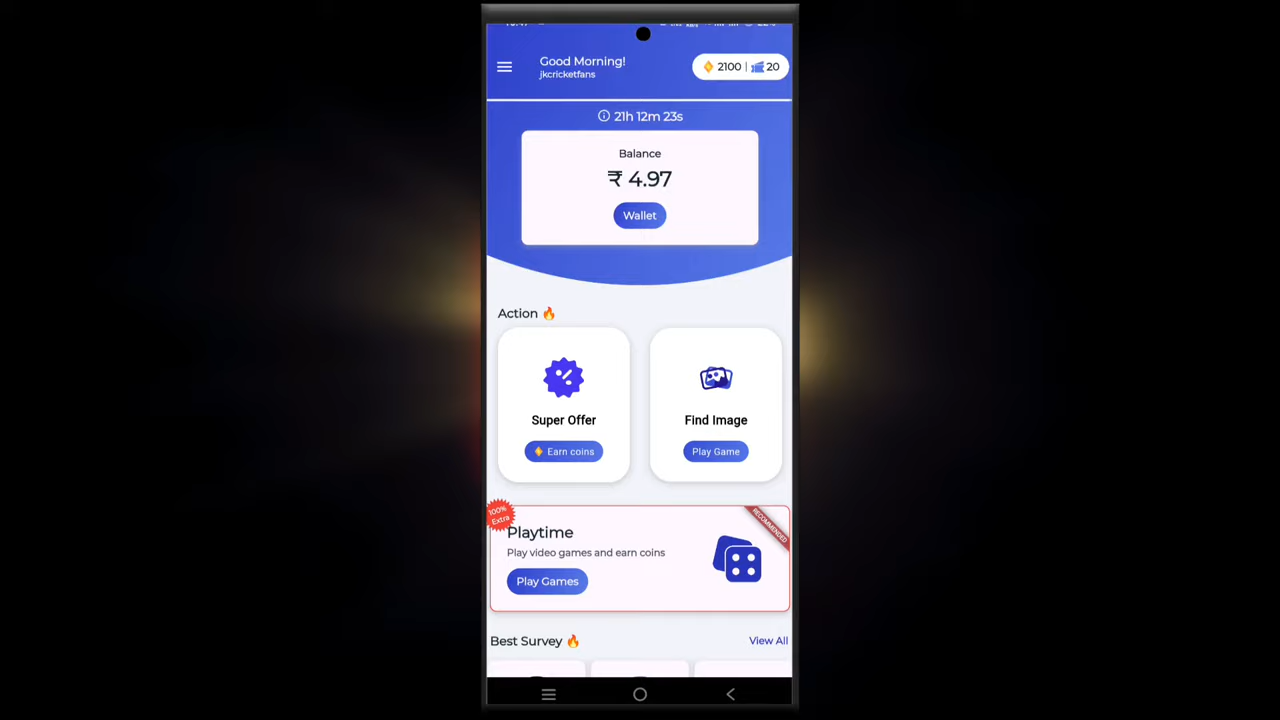 Good Morning!
jkcricketfans
2100 | 20
21h 12m 23s
Balance
₹ 4.97
Wallet
Action 🔥
Super Offer
Earn coins
Find Image
Play Game
100%
Extra
RECOMMENDED
Playtime
Play video games and earn coins
Play Games
Best Survey 🔥
View All